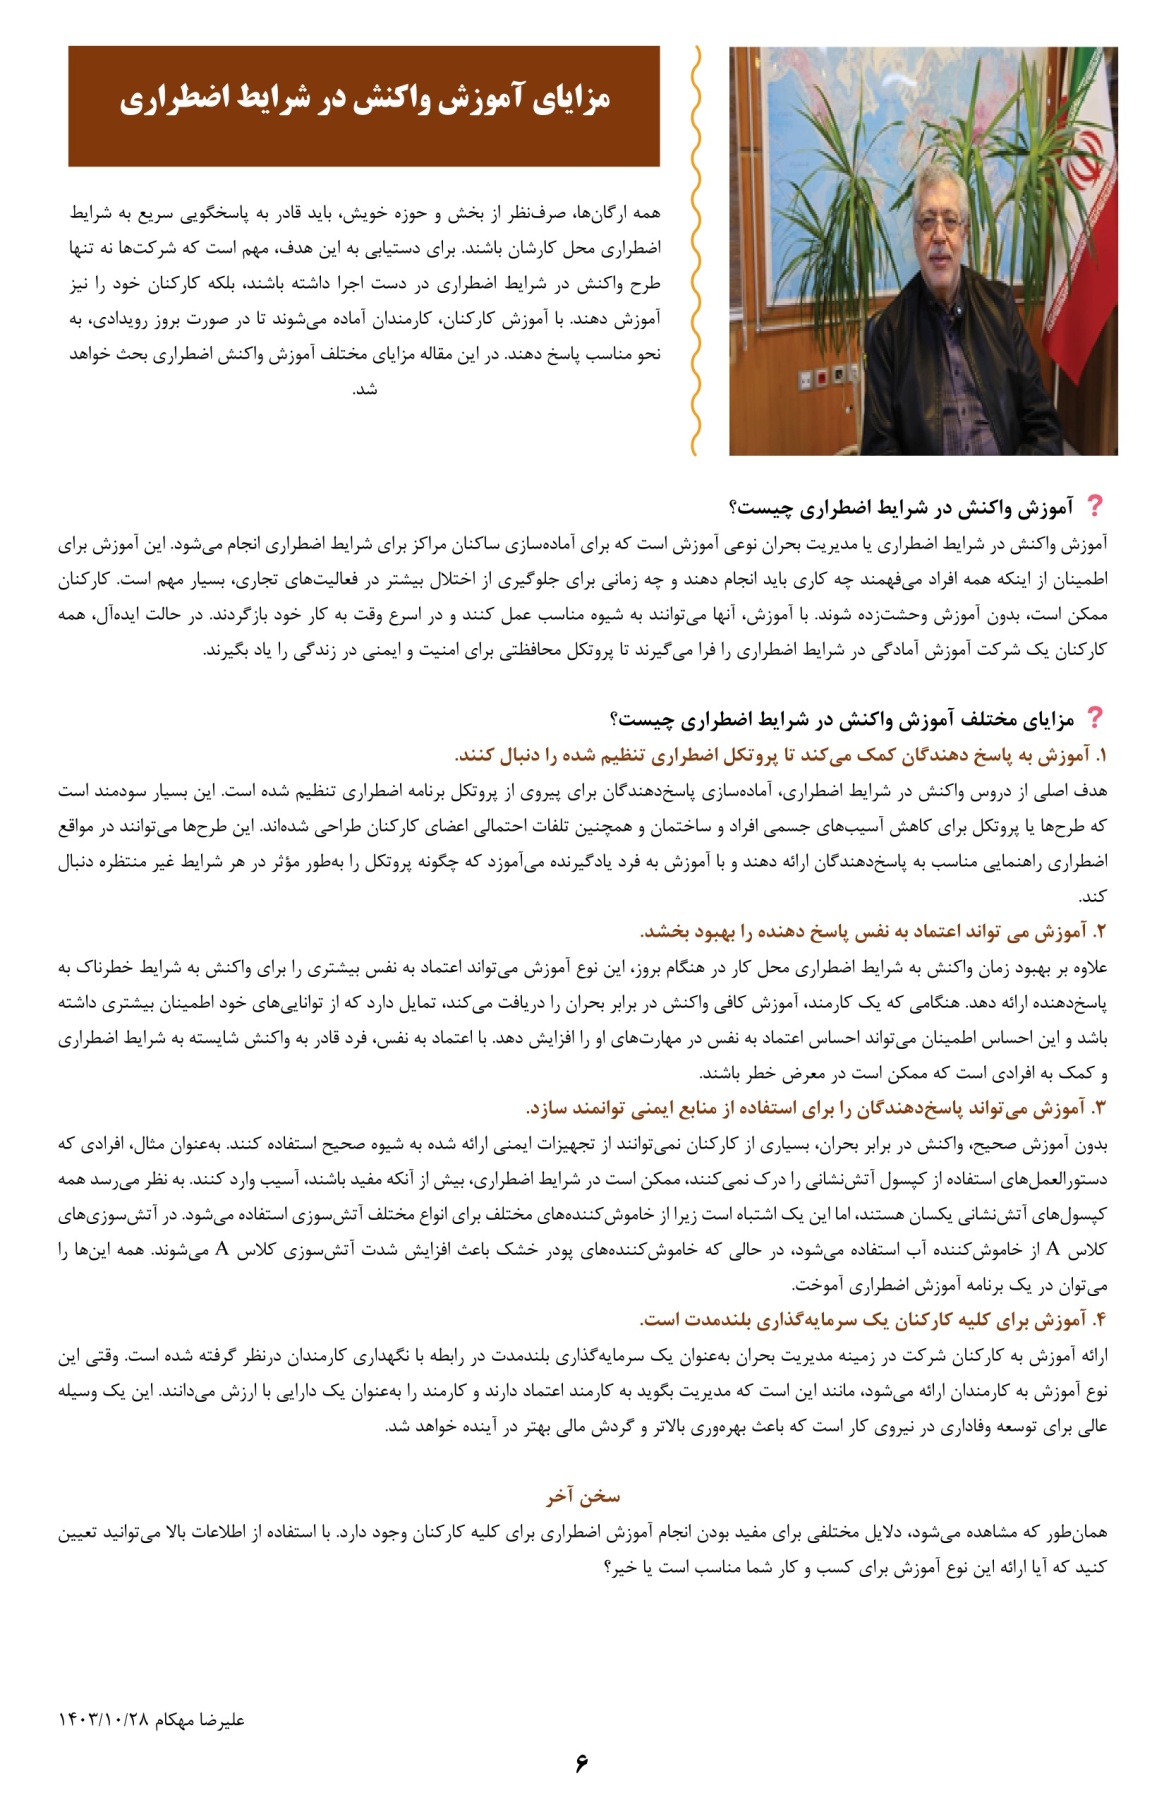 مزایای آموزش واکنش در شرایط اضطراری
همه ارگان‌ها، صرف‌نظر از بخش و حوزه خویش، باید قادر به پاسخگویی سریع به شرایط
اضطراری محل کارشان باشند. برای دستیابی به این هدف، مهم است که شرکت‌ها نه تنها
طرح واکنش در شرایط اضطراری در دست اجرا داشته باشند، بلکه کارکنان خود را نیز
آموزش دهند. با آموزش کارکنان، کارمندان آماده می‌شوند تا در صورت بروز رویدادی، به
نحو مناسب پاسخ دهند. در این مقاله مزایای مختلف آموزش واکنش اضطراری بحث خواهد
شد.
? آموزش واکنش در شرایط اضطراری چیست؟
آموزش واکنش در شرایط اضطراری یا مدیریت بحران نوعی آموزش است که برای آماده‌سازی ساکنان مراکز برای شرایط اضطراری انجام می‌شود. این آموزش برای
اطمینان از اینکه همه افراد می‌فهمند چه کاری باید انجام دهند و چه زمانی برای جلوگیری از اختلال بیشتر در فعالیت‌های تجاری، بسیار مهم است. کارکنان
ممکن است، بدون آموزش وحشت‌زده شوند. با آموزش، آنها می‌توانند به شیوه مناسب عمل کنند و در اسرع وقت به کار خود بازگردند. در حالت ایده‌آل، همه
کارکنان یک شرکت آموزش آمادگی در شرایط اضطراری را فرا می‌گیرند تا پروتکل محافظتی برای امنیت و ایمنی در زندگی را یاد بگیرند.
? مزایای مختلف آموزش واکنش در شرایط اضطراری چیست؟
۱. آموزش به پاسخ دهندگان کمک می‌کند تا پروتکل اضطراری تنظیم شده را دنبال کنند.
هدف اصلی از دروس واکنش در شرایط اضطراری، آماده‌سازی پاسخ‌دهندگان برای پیروی از پروتکل برنامه اضطراری تنظیم شده است. این بسیار سودمند است
که طرح‌ها یا پروتکل برای کاهش آسیب‌های جسمی افراد و ساختمان و همچنین تلفات احتمالی اعضای کارکنان طراحی شده‌اند. این طرح‌ها می‌توانند در مواقع
اضطراری راهنمایی مناسب به پاسخ‌دهندگان ارائه دهند و با آموزش به فرد یادگیرنده می‌آموزد که چگونه پروتکل را به‌طور مؤثر در هر شرایط غیر منتظره دنبال
کند.
۲. آموزش می تواند اعتماد به نفس پاسخ دهنده را بهبود بخشد.
علاوه بر بهبود زمان واکنش به شرایط اضطراری محل کار در هنگام بروز، این نوع آموزش می‌تواند اعتماد به نفس بیشتری را برای واکنش به شرایط خطرناک به
پاسخ‌دهنده ارائه دهد. هنگامی که یک کارمند، آموزش کافی واکنش در برابر بحران را دریافت می‌کند، تمایل دارد که از توانایی‌های خود اطمینان بیشتری داشته
باشد و این احساس اطمینان می‌تواند احساس اعتماد به نفس در مهارت‌های او را افزایش دهد. با اعتماد به نفس، فرد قادر به واکنش شایسته به شرایط اضطراری
و کمک به افرادی است که ممکن است در معرض خطر باشند.
۳. آموزش می‌تواند پاسخ‌دهندگان را برای استفاده از منابع ایمنی توانمند سازد.
بدون آموزش صحیح، واکنش در برابر بحران، بسیاری از کارکنان نمی‌توانند از تجهیزات ایمنی ارائه شده به شیوه صحیح استفاده کنند. به‌عنوان مثال، افرادی که
دستورالعمل‌های استفاده از کپسول آتش‌نشانی را درک نمی‌کنند، ممکن است در شرایط اضطراری، بیش از آنکه مفید باشند، آسیب وارد کنند. به نظر می‌رسد همه
کپسول‌های آتش‌نشانی یکسان هستند، اما این یک اشتباه است زیرا از خاموش‌کننده‌های مختلف برای انواع مختلف آتش‌سوزی استفاده می‌شود. در آتش‌سوزی‌های
کلاس A از خاموش‌کننده آب استفاده می‌شود، در حالی که خاموش‌کننده‌های پودر خشک باعث افزایش شدت آتش‌سوزی کلاس A می‌شوند. همه این‌ها را
می‌توان در یک برنامه آموزش اضطراری آموخت.
۴. آموزش برای کلیه کارکنان یک سرمایه‌گذاری بلندمدت است.
ارائه آموزش به کارکنان شرکت در زمینه مدیریت بحران به‌عنوان یک سرمایه‌گذاری بلندمدت در رابطه با نگهداری کارمندان درنظر گرفته شده است. وقتی این
نوع آموزش به کارمندان ارائه می‌شود، مانند این است که مدیریت بگوید به کارمند اعتماد دارند و کارمند را به‌عنوان یک دارایی با ارزش می‌دانند. این یک وسیله
عالی برای توسعه وفاداری در نیروی کار است که باعث بهره‌وری بالاتر و گردش مالی بهتر در آینده خواهد شد.
سخن آخر
همان‌طور که مشاهده می‌شود، دلایل مختلفی برای مفید بودن انجام آموزش اضطراری برای کلیه کارکنان وجود دارد. با استفاده از اطلاعات بالا می‌توانید تعیین
کنید که آیا ارائه این نوع آموزش برای کسب و کار شما مناسب است یا خیر؟
علیرضا مهکام ۱۴۰۳/۱۰/۲۸
۶